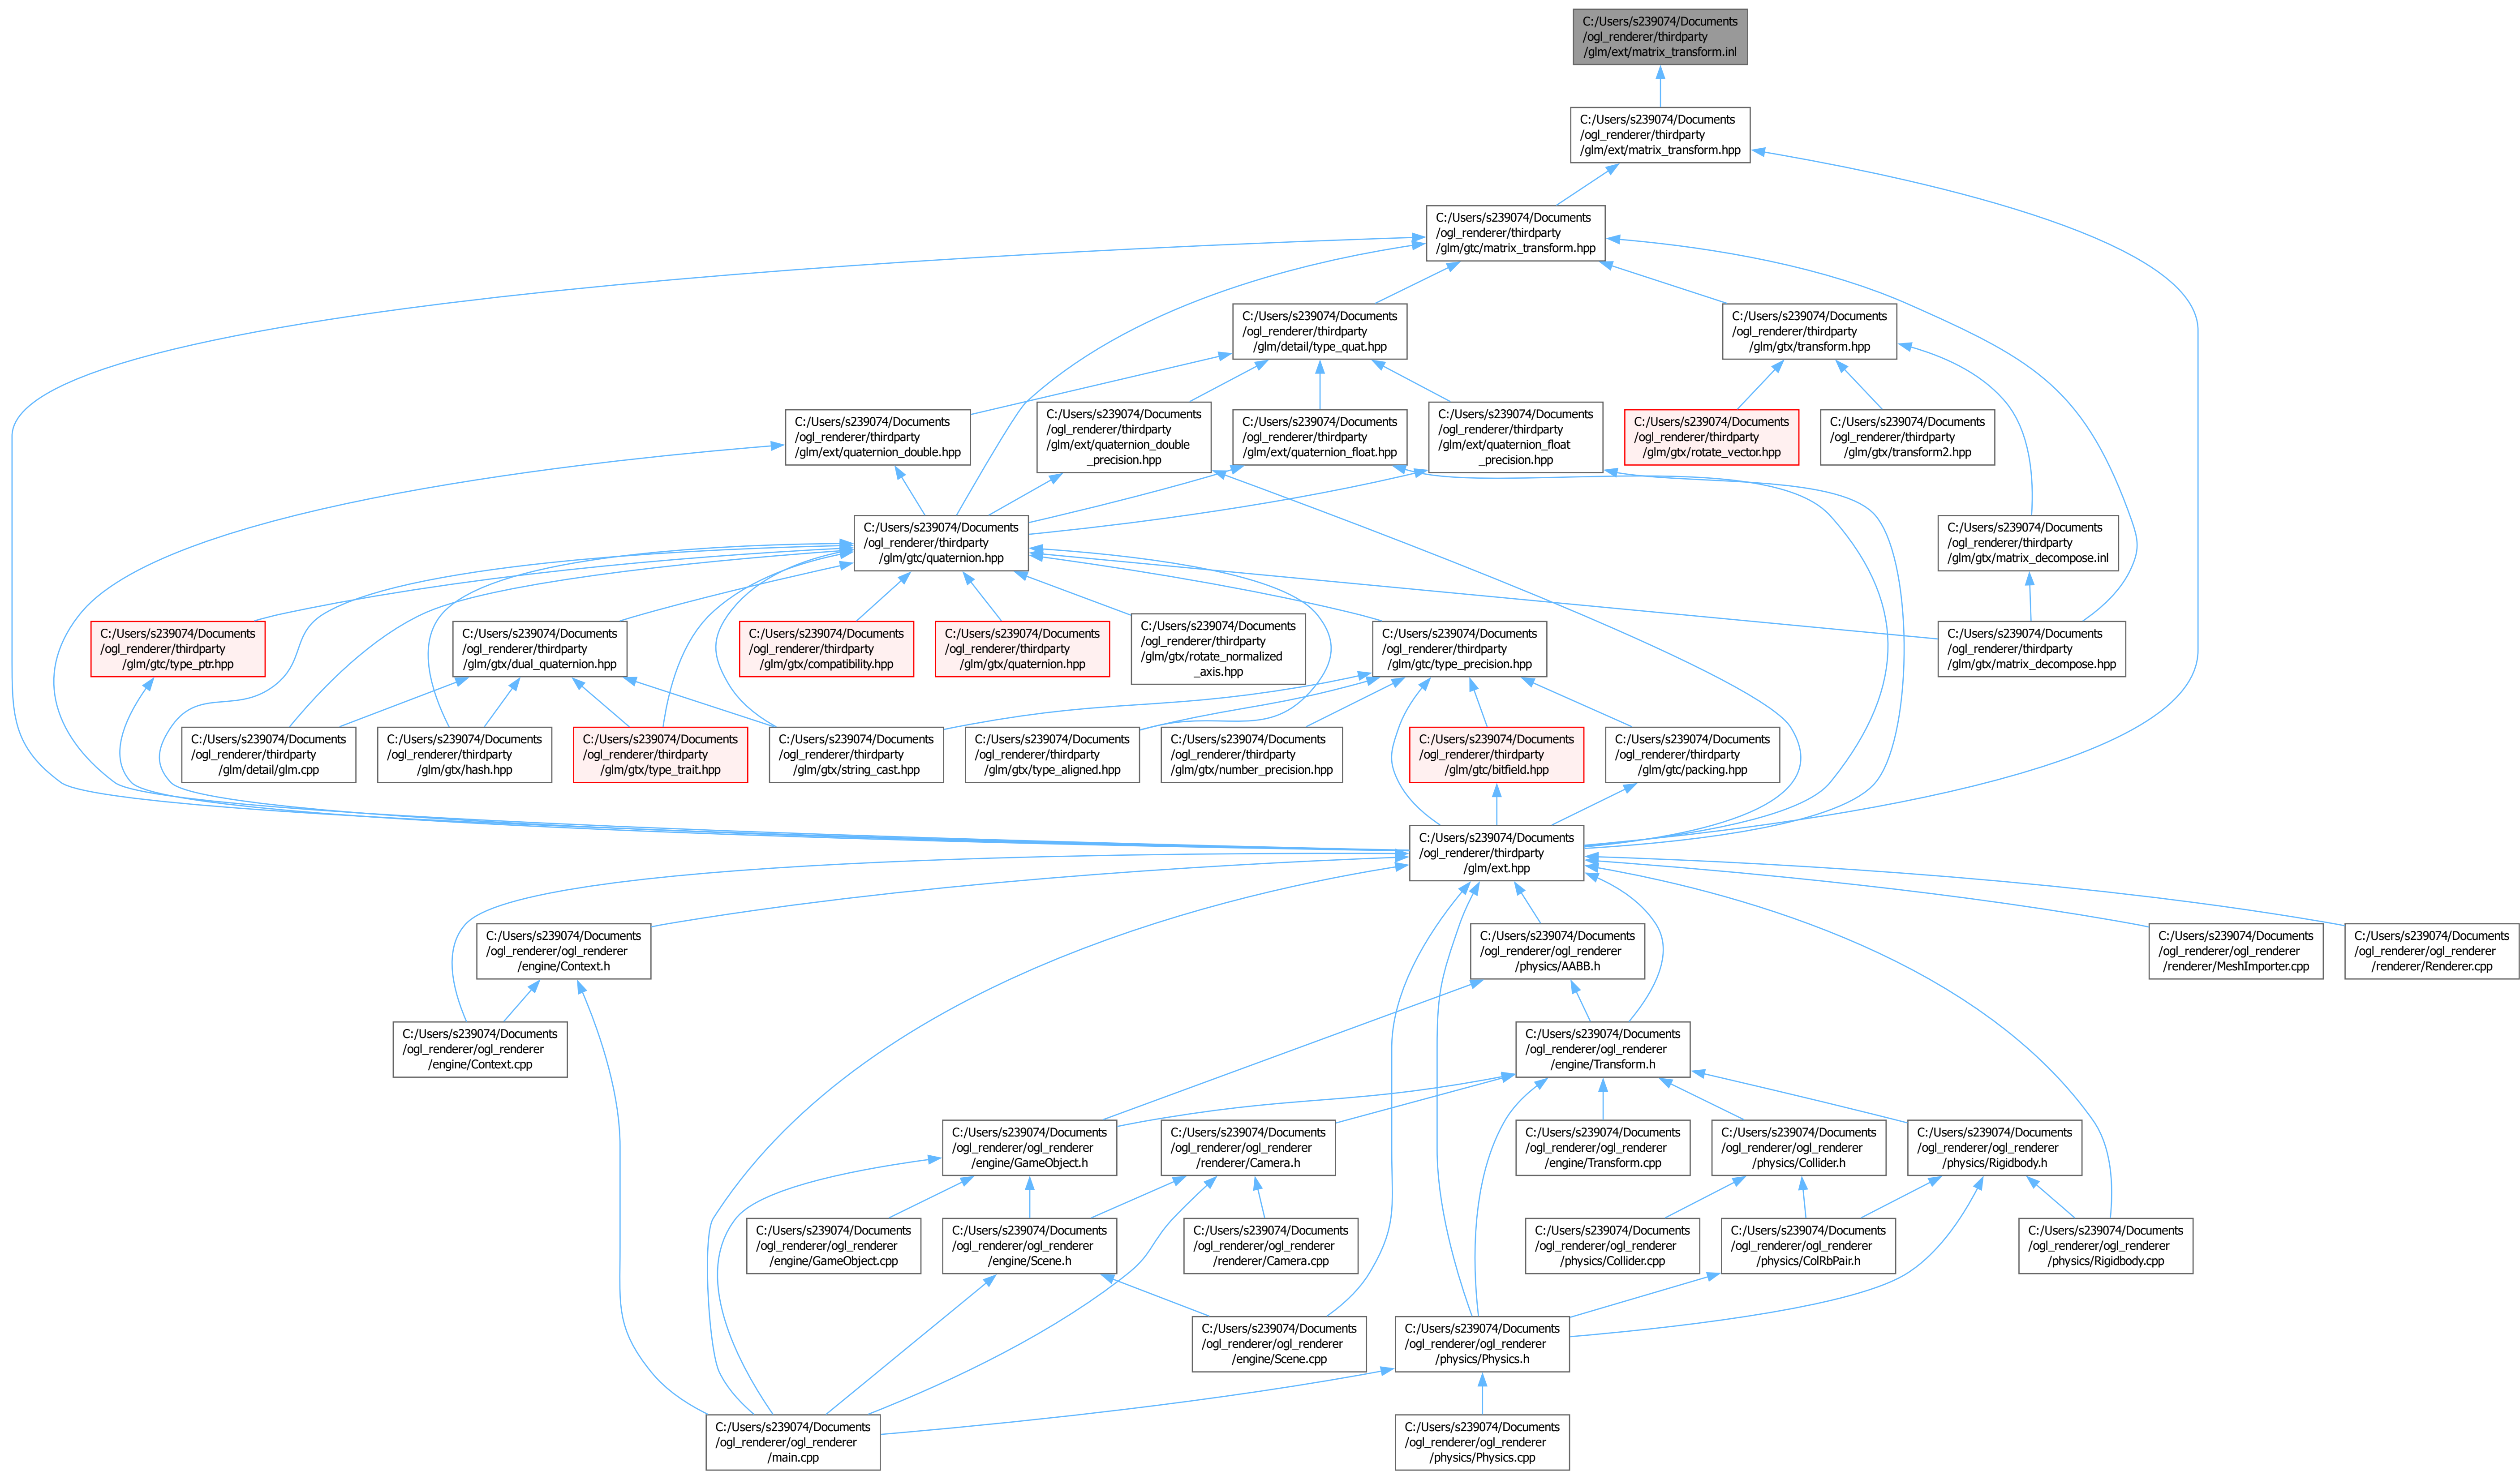 C:/Users/s239074/Documents
/ogl_renderer/thirdparty
/glm/ext/matrix_transform.inl
C:/Users/s239074/Documents
/ogl_renderer/thirdparty
/glm/ext/matrix_transform.hpp
C:/Users/s239074/Documents
/ogl_renderer/thirdparty
/glm/gtc/matrix_transform.hpp
C:/Users/s239074/Documents
/ogl_renderer/thirdparty
/glm/detail/type_quat.hpp
C:/Users/s239074/Documents
/ogl_renderer/thirdparty
/glm/gtx/transform.hpp
C:/Users/s239074/Documents
/ogl_renderer/thirdparty
/glm/ext/quaternion_double.hpp
C:/Users/s239074/Documents
/ogl_renderer/thirdparty
/glm/ext/quaternion_double
_precision.hpp
C:/Users/s239074/Documents
/ogl_renderer/thirdparty
/glm/ext/quaternion_float.hpp
C:/Users/s239074/Documents
/ogl_renderer/thirdparty
/glm/ext/quaternion_float
_precision.hpp
C:/Users/s239074/Documents
/ogl_renderer/thirdparty
/glm/gtx/rotate_vector.hpp
C:/Users/s239074/Documents
/ogl_renderer/thirdparty
/glm/gtx/transform2.hpp
C:/Users/s239074/Documents
/ogl_renderer/thirdparty
/glm/gtc/quaternion.hpp
C:/Users/s239074/Documents
/ogl_renderer/thirdparty
/glm/gtx/matrix_decompose.inl
C:/Users/s239074/Documents
/ogl_renderer/thirdparty
/glm/gtc/type_ptr.hpp
C:/Users/s239074/Documents
/ogl_renderer/thirdparty
/glm/gtx/dual_quaternion.hpp
C:/Users/s239074/Documents
/ogl_renderer/thirdparty
/glm/gtx/compatibility.hpp
C:/Users/s239074/Documents
/ogl_renderer/thirdparty
/glm/gtx/quaternion.hpp
C:/Users/s239074/Documents
/ogl_renderer/thirdparty
/glm/gtx/rotate_normalized
_axis.hpp
C:/Users/s239074/Documents
/ogl_renderer/thirdparty
/glm/gtc/type_precision.hpp
C:/Users/s239074/Documents
/ogl_renderer/thirdparty
/glm/gtx/matrix_decompose.hpp
C:/Users/s239074/Documents
/ogl_renderer/thirdparty
/glm/detail/glm.cpp
C:/Users/s239074/Documents
/ogl_renderer/thirdparty
/glm/gtx/hash.hpp
C:/Users/s239074/Documents
/ogl_renderer/thirdparty
/glm/gtx/type_trait.hpp
C:/Users/s239074/Documents
/ogl_renderer/thirdparty
/glm/gtx/string_cast.hpp
C:/Users/s239074/Documents
/ogl_renderer/thirdparty
/glm/gtx/type_aligned.hpp
C:/Users/s239074/Documents
/ogl_renderer/thirdparty
/glm/gtx/number_precision.hpp
C:/Users/s239074/Documents
/ogl_renderer/thirdparty
/glm/gtc/bitfield.hpp
C:/Users/s239074/Documents
/ogl_renderer/thirdparty
/glm/gtc/packing.hpp
C:/Users/s239074/Documents
/ogl_renderer/thirdparty
/glm/ext.hpp
C:/Users/s239074/Documents
/ogl_renderer/ogl_renderer
/engine/Context.h
C:/Users/s239074/Documents
/ogl_renderer/ogl_renderer
/physics/AABB.h
C:/Users/s239074/Documents
/ogl_renderer/ogl_renderer
/renderer/MeshImporter.cpp
C:/Users/s239074/Documents
/ogl_renderer/ogl_renderer
/renderer/Renderer.cpp
C:/Users/s239074/Documents
/ogl_renderer/ogl_renderer
/engine/Context.cpp
C:/Users/s239074/Documents
/ogl_renderer/ogl_renderer
/engine/Transform.h
C:/Users/s239074/Documents
/ogl_renderer/ogl_renderer
/engine/GameObject.h
C:/Users/s239074/Documents
/ogl_renderer/ogl_renderer
/renderer/Camera.h
C:/Users/s239074/Documents
/ogl_renderer/ogl_renderer
/engine/Transform.cpp
C:/Users/s239074/Documents
/ogl_renderer/ogl_renderer
/physics/Collider.h
C:/Users/s239074/Documents
/ogl_renderer/ogl_renderer
/physics/Rigidbody.h
C:/Users/s239074/Documents
/ogl_renderer/ogl_renderer
/engine/GameObject.cpp
C:/Users/s239074/Documents
/ogl_renderer/ogl_renderer
/engine/Scene.h
C:/Users/s239074/Documents
/ogl_renderer/ogl_renderer
/renderer/Camera.cpp
C:/Users/s239074/Documents
/ogl_renderer/ogl_renderer
/physics/Collider.cpp
C:/Users/s239074/Documents
/ogl_renderer/ogl_renderer
/physics/ColRbPair.h
C:/Users/s239074/Documents
/ogl_renderer/ogl_renderer
/physics/Rigidbody.cpp
C:/Users/s239074/Documents
/ogl_renderer/ogl_renderer
/engine/Scene.cpp
C:/Users/s239074/Documents
/ogl_renderer/ogl_renderer
/physics/Physics.h
C:/Users/s239074/Documents
/ogl_renderer/ogl_renderer
/main.cpp
C:/Users/s239074/Documents
/ogl_renderer/ogl_renderer
/physics/Physics.cpp